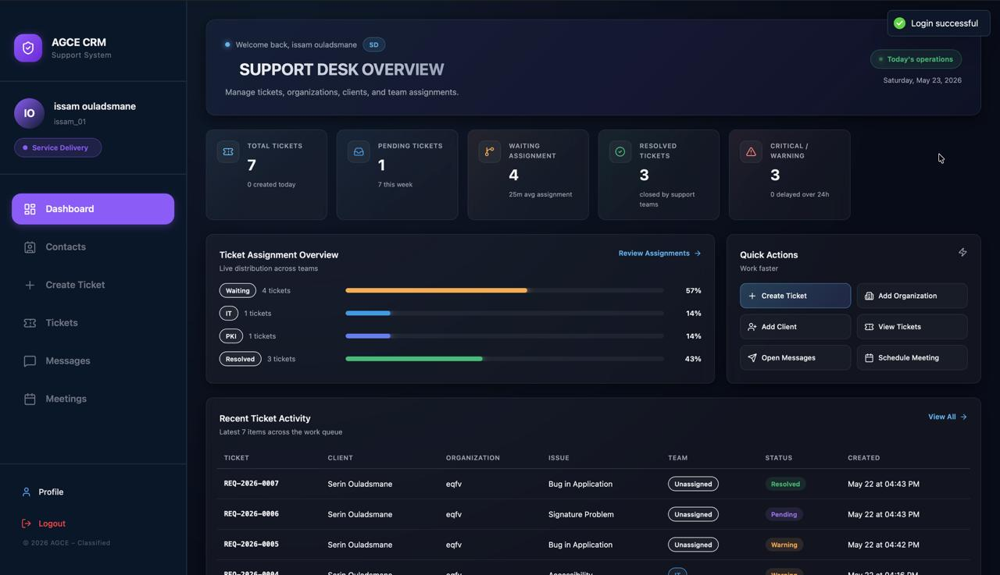 AGCE CRM
Support System
IO
issam ouladsmane
issam_01
Service Delivery
Dashboard
Contacts
Create Ticket
Tickets
Messages
Meetings
Profile
Logout
© 2026 AGCE – Classified
Login successful
Welcome back, issam ouladsmane SD
SUPPORT DESK OVERVIEW
Manage tickets, organizations, clients, and team assignments.
Today's operations
Saturday, May 23, 2026
TOTAL TICKETS
7
0 created today
PENDING TICKETS
1
7 this week
WAITING
ASSIGNMENT
4
25m avg assignment
RESOLVED
TICKETS
3
closed by support
teams
CRITICAL /
WARNING
3
0 delayed over 24h
Ticket Assignment Overview
Live distribution across teams
Review Assignments →
Waiting 4 tickets 57%
IT 1 tickets 14%
PKI 1 tickets 14%
Resolved 3 tickets 43%
Quick Actions
Work faster
Create Ticket
Add Organization
Add Client
View Tickets
Open Messages
Schedule Meeting
Recent Ticket Activity
Latest 7 items across the work queue
View All →
TICKET CLIENT ORGANIZATION ISSUE TEAM STATUS CREATED
REQ-2026-0007 Serin Ouladsmane eqfv Bug in Application Unassigned Resolved May 22 at 04:43 PM
REQ-2026-0006 Serin Ouladsmane eqfv Signature Problem Unassigned Pending May 22 at 04:43 PM
REQ-2026-0005 Serin Ouladsmane eqfv Bug in Application Unassigned Warning May 22 at 04:42 PM
REQ-2026-0004 Serin Ouladsmane eqfv Accessibility IT Warning May 22 at 04:16 PM